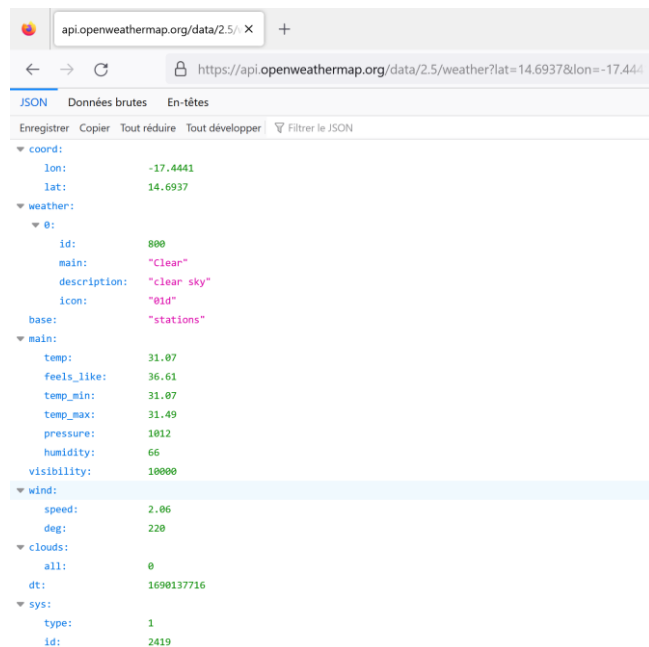 api.openweathermap.org/data/2.5/
https://api.openweathermap.org/data/2.5/weather?lat=14.6937&lon=-17.444
JSON Données brutes En-têtes
Enregistrer Copier Tout réduire Tout développer Filtrer le JSON
coord:
lon: -17.4441
lat: 14.6937
weather:
0:
id: 800
main: "Clear"
description: "clear sky"
icon: "01d"
base: "stations"
main:
temp: 31.07
feels_like: 36.61
temp_min: 31.07
temp_max: 31.49
pressure: 1012
humidity: 66
visibility: 10000
wind:
speed: 2.06
deg: 220
clouds:
all: 0
dt: 1690137716
sys:
type: 1
id: 2419